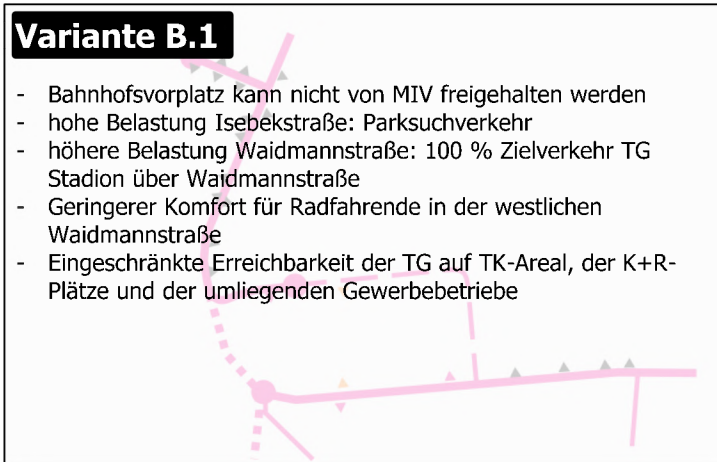 Variante B.1
- Bahnhofsvorplatz kann nicht von MIV freigehalten werden
- hohe Belastung Isebekstraße: Parksuchverkehr
- höhere Belastung Waidmannstraße: 100 % Zielverkehr TG
Stadion über Waidmannstraße
- Geringerer Komfort für Radfahrende in der westlichen
Waidmannstraße
- Eingeschränkte Erreichbarkeit der TG auf TK-Areal, der K+R-
Plätze und der umliegenden Gewerbebetriebe